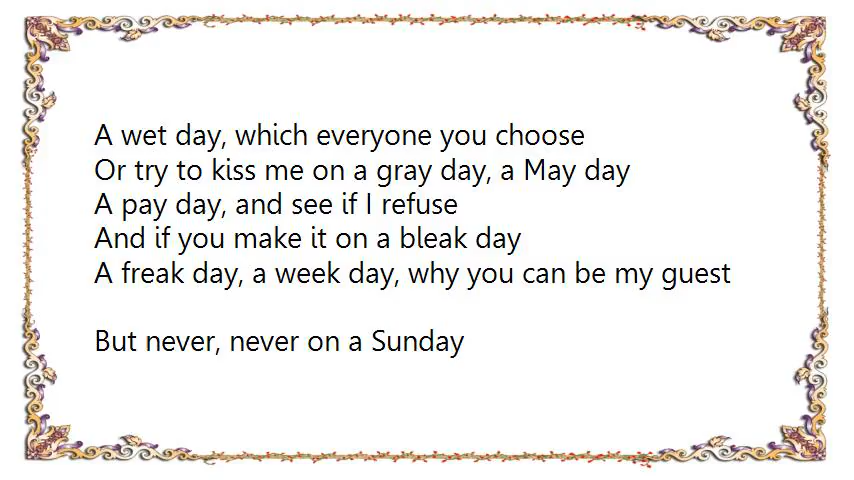 A wet day, which everyone you choose
Or try to kiss me on a gray day, a May day
A pay day, and see if I refuse
And if you make it on a bleak day
A freak day, a week day, why you can be my guest
But never, never on a Sunday